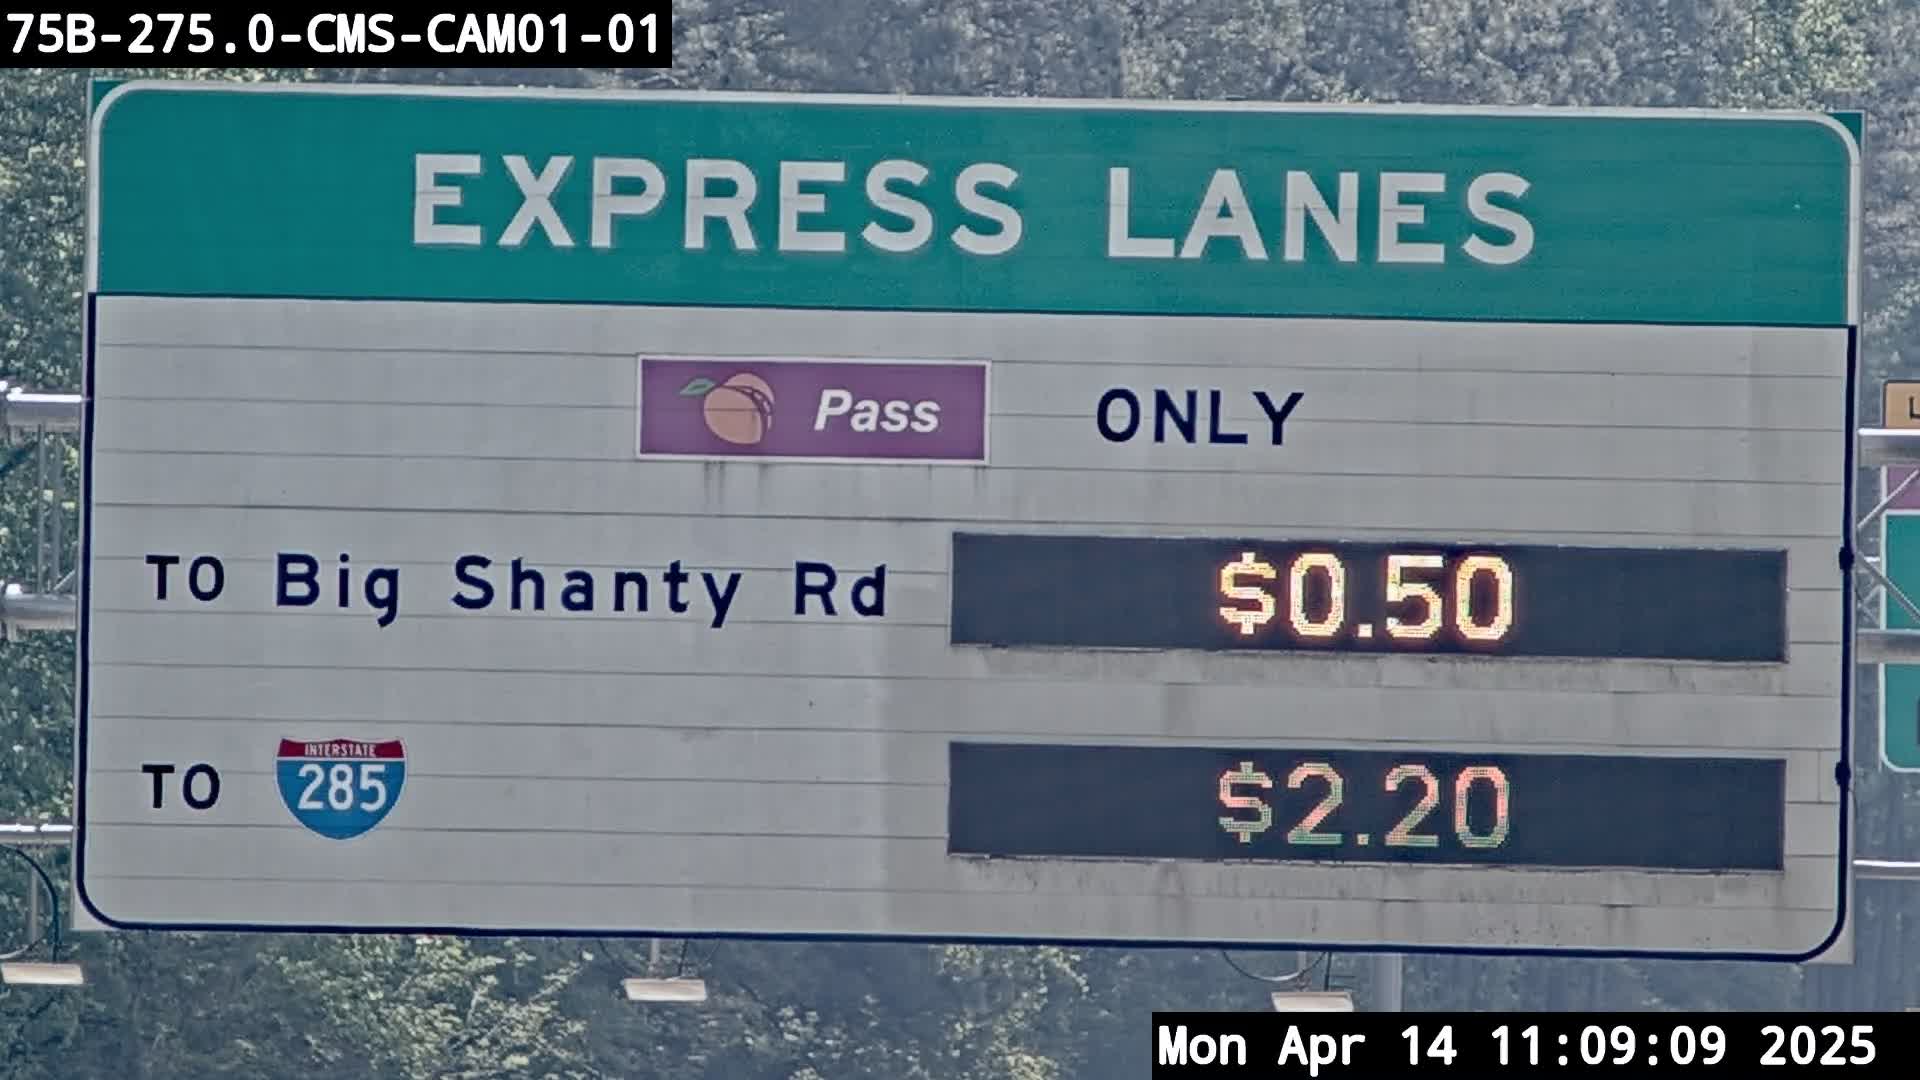 75B-275.0-CMS-CAM01-01
EXPRESS LANES
Pass ONLY
TO Big Shanty Rd $0.50
TO INTERSTATE 285 $2.20
Mon Apr 14 11:09:09 2025